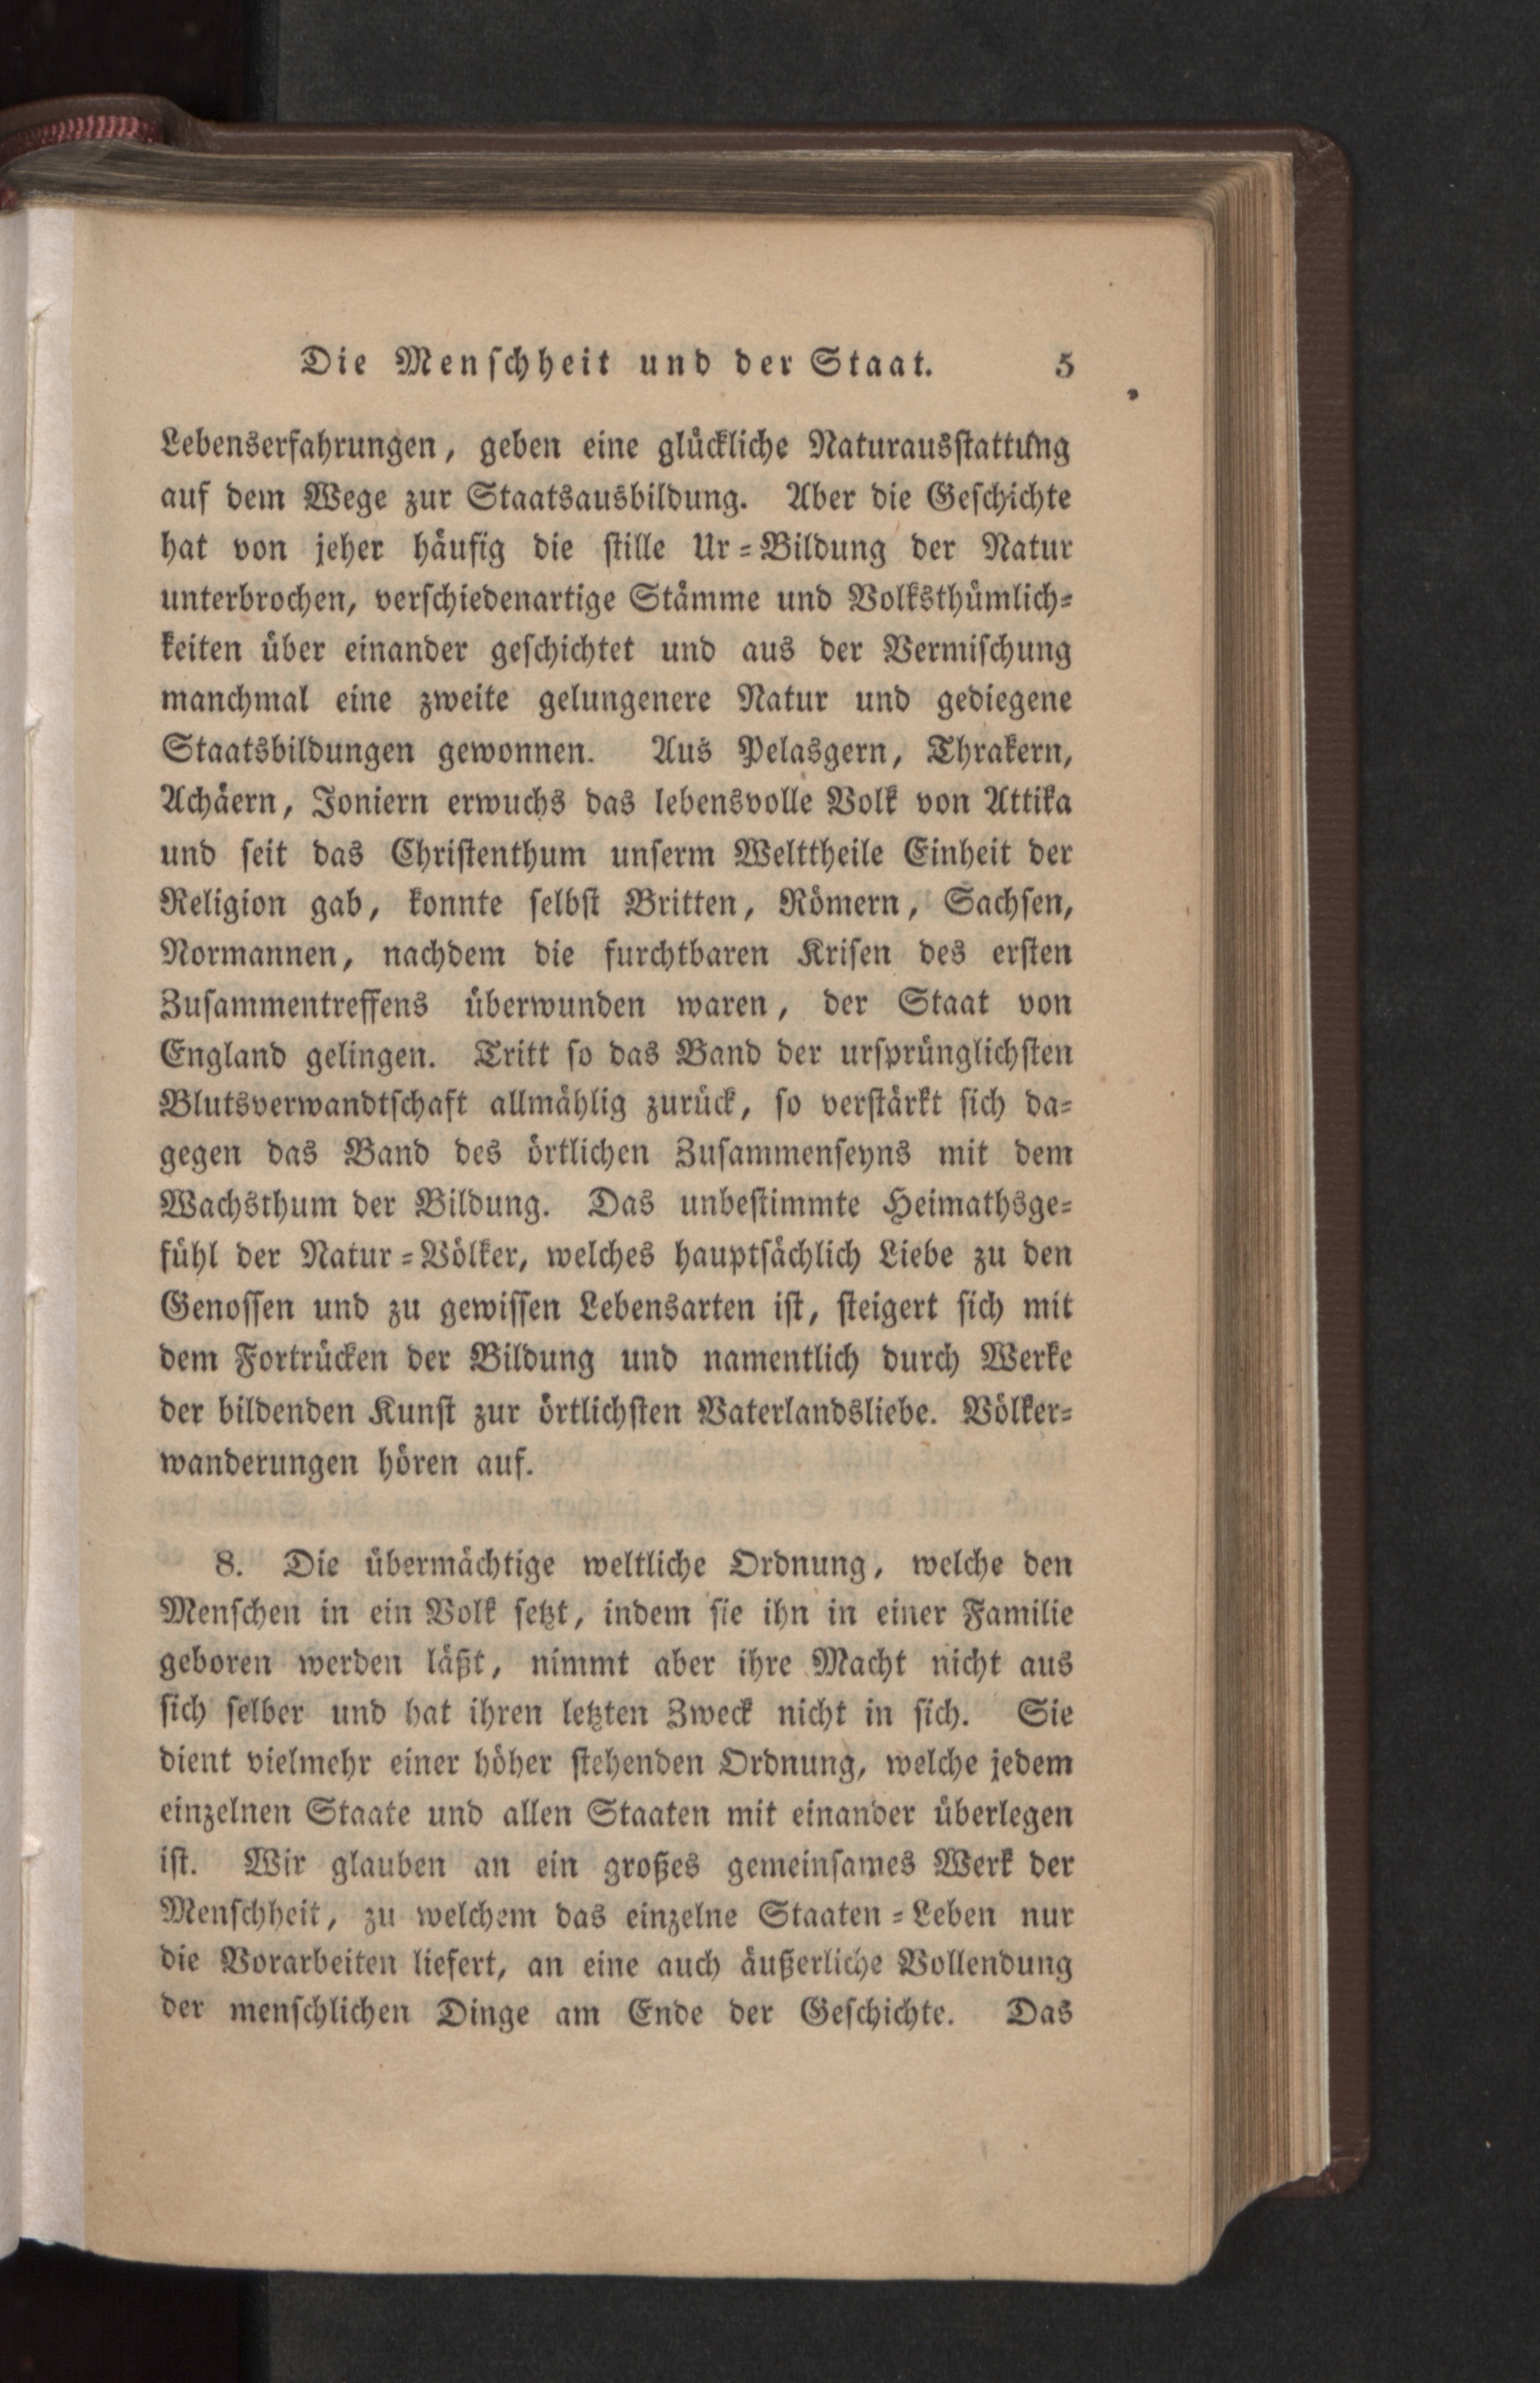 Die Menschheit und der Staat. 5
Lebenserfahrungen, geben eine glückliche Naturausstattung
auf dem Wege zur Staatsausbildung. Aber die Geschichte
hat von jeher häufig die stille Ur-Bildung der Natur
unterbrochen, verschiedenartige Stämme und Volksthümlich-
keiten über einander geschichtet und aus der Vermischung
manchmal eine zweite gelungenere Natur und gediegene
Staatsbildungen gewonnen. Aus Pelasgern, Thrakern,
Achäern, Joniern erwuchs das lebensvolle Volk von Attika
und seit das Christenthum unserm Welttheile Einheit der
Religion gab, konnte selbst Britten, Römern, Sachsen,
Normannen, nachdem die furchtbaren Krisen des ersten
Zusammentreffens überwunden waren, der Staat von
England gelingen. Tritt so das Band der ursprünglichsten
Blutsverwandtschaft allmählig zurück, so verstärkt sich da-
gegen das Band des örtlichen Zusammenseyns mit dem
Wachsthum der Bildung. Das unbestimmte Heimathsge-
fühl der Natur-Völker, welches hauptsächlich Liebe zu den
Genossen und zu gewissen Lebensarten ist, steigert sich mit
dem Fortrücken der Bildung und namentlich durch Werke
der bildenden Kunst zur örtlichsten Vaterlandsliebe. Völker-
wanderungen hören auf.
8. Die übermächtige weltliche Ordnung, welche den
Menschen in ein Volk setzt, indem sie ihn in einer Familie
geboren werden läßt, nimmt aber ihre Macht nicht aus
sich selber und hat ihren letzten Zweck nicht in sich. Sie
dient vielmehr einer höher stehenden Ordnung, welche jedem
einzelnen Staate und allen Staaten mit einander überlegen
ist. Wir glauben an ein großes gemeinsames Werk der
Menschheit, zu welchem das einzelne Staaten-Leben nur
die Vorarbeiten liefert, an eine auch äußerliche Vollendung
der menschlichen Dinge am Ende der Geschichte. Das